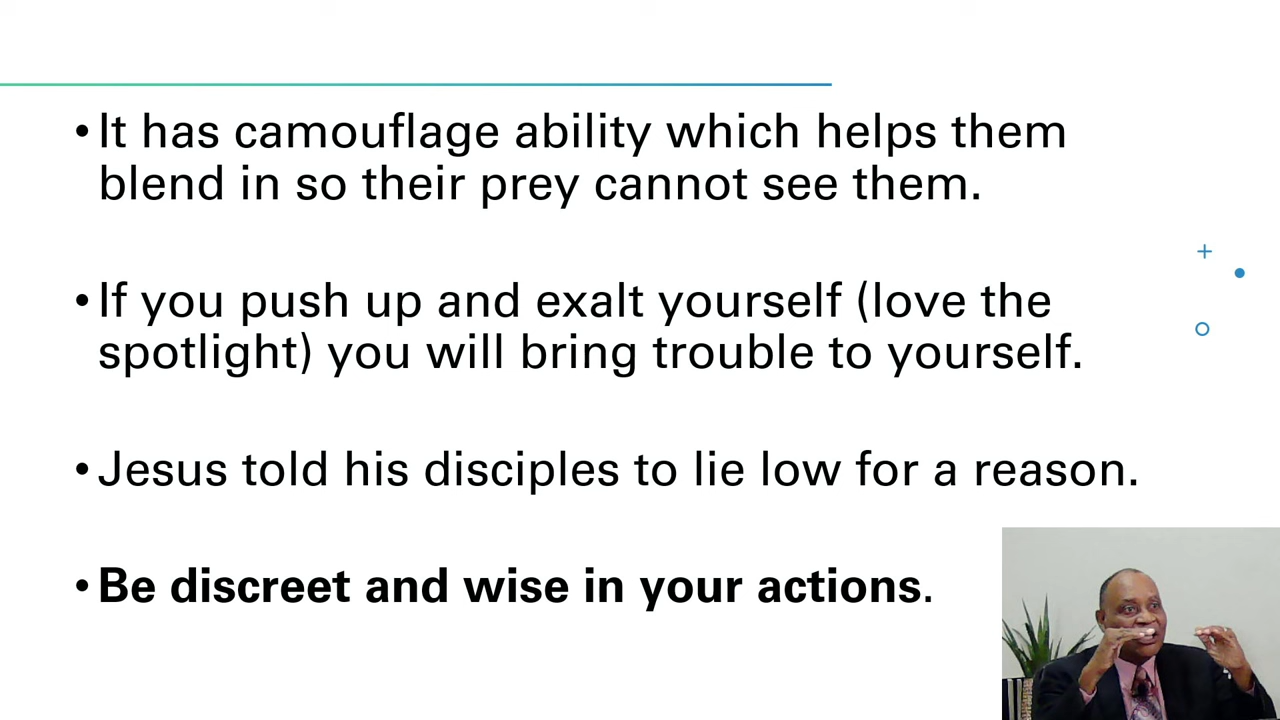 •It has camouflage ability which helps them
blend in so their prey cannot see them.
•If you push up and exalt yourself (love the
spotlight) you will bring trouble to yourself.
•Jesus told his disciples to lie low for a reason.
•Be discreet and wise in your actions.